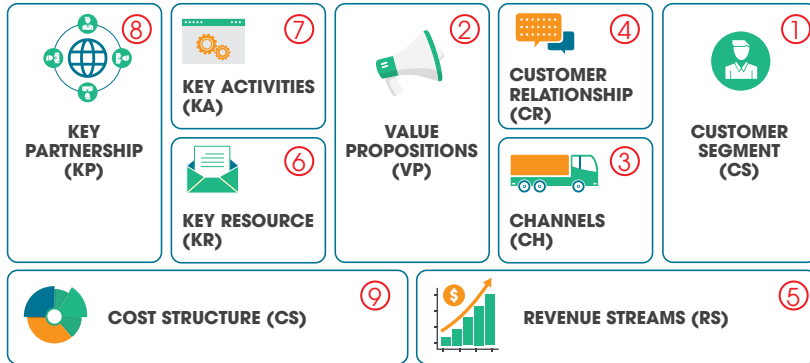 8
KEY
PARTNERSHIP
(KP)
7
KEY ACTIVITIES
(KA)
6
KEY RESOURCE
(KR)
2
VALUE
PROPOSITIONS
(VP)
4
CUSTOMER
RELATIONSHIP
(CR)
3
CHANNELS
(CH)
1
CUSTOMER
SEGMENT
(CS)
9
COST STRUCTURE (CS)
$
5
REVENUE STREAMS (RS)